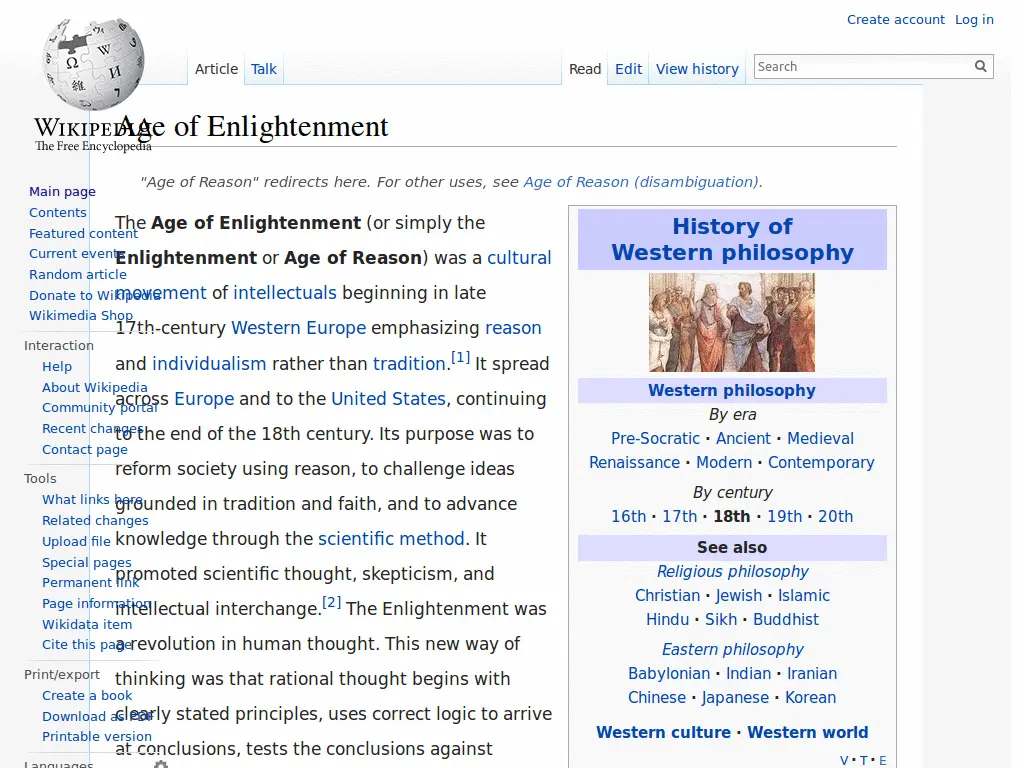 Create account Log in
Article Talk Read Edit View history Search
WIKIPEDIA
The Free Encyclopedia
Age of Enlightenment
"Age of Reason" redirects here. For other uses, see Age of Reason (disambiguation).
Main page
Contents
Featured content
Current events
Random article
Donate to Wikipedia
Wikimedia Shop
Interaction
Help
About Wikipedia
Community portal
Recent changes
Contact page
Tools
What links here
Related changes
Upload file
Special pages
Permanent link
Page information
Wikidata item
Cite this page
Print/export
Create a book
Download as PDF
Printable version
Languages
The Age of Enlightenment (or simply the
Enlightenment or Age of Reason) was a cultural
movement of intellectuals beginning in late
17th-century Western Europe emphasizing reason
and individualism rather than tradition.[1] It spread
across Europe and to the United States, continuing
to the end of the 18th century. Its purpose was to
reform society using reason, to challenge ideas
grounded in tradition and faith, and to advance
knowledge through the scientific method. It
promoted scientific thought, skepticism, and
intellectual interchange.[2] The Enlightenment was
a revolution in human thought. This new way of
thinking was that rational thought begins with
clearly stated principles, uses correct logic to arrive
at conclusions, tests the conclusions against
History of
Western philosophy
Western philosophy
By era
Pre-Socratic · Ancient · Medieval
Renaissance · Modern · Contemporary
By century
16th · 17th · 18th · 19th · 20th
See also
Religious philosophy
Christian · Jewish · Islamic
Hindu · Sikh · Buddhist
Eastern philosophy
Babylonian · Indian · Iranian
Chinese · Japanese · Korean
Western culture · Western world
V · T · E